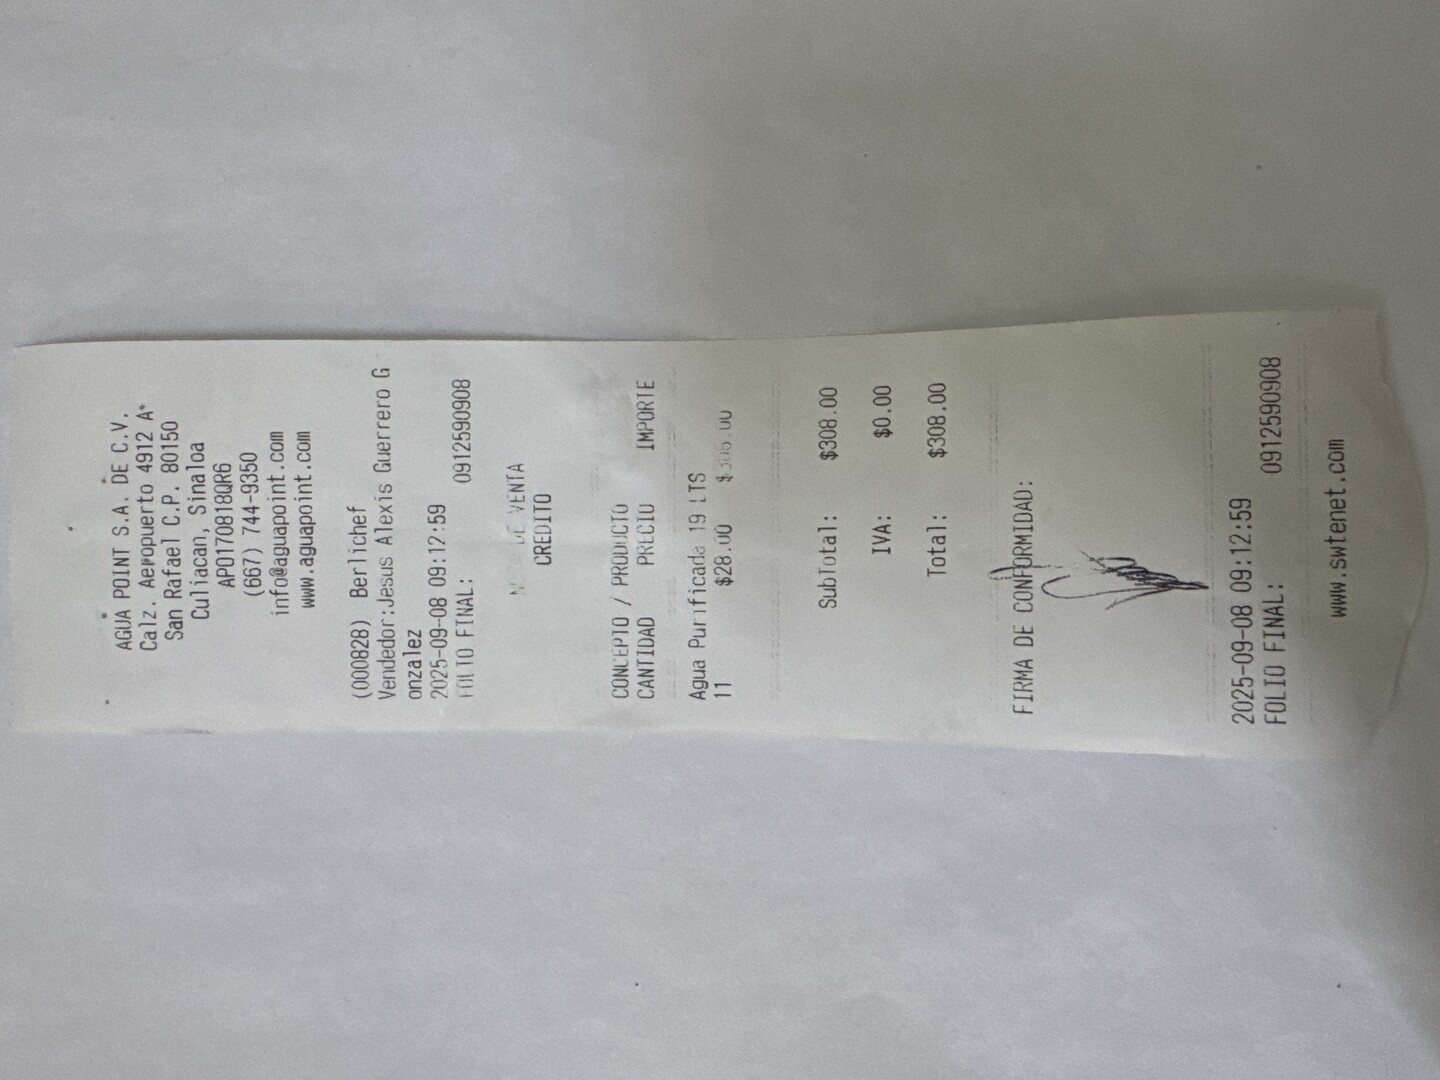 AGUA POINT S.A. DE C.V.
Calz. Aeropuerto 4912 A*
San Rafael C.P. 80150
Culiacan, Sinaloa
APO170818QR6
(667) 744-9350
info@aguapoint.com
www.aguapoint.com
(000828) Berlichef
Vendedor:Jesus Alexis Guerrero G
onzalez
2025-09-08 09:12:59
FOLIO FINAL: 0912590908
DE VENTA
CREDITO
CONCEPTO / PRODUCTO
CANTIDAD PRECIO IMPORTE
Agua Purificada 19 LTS
11 $28.00
SubTotal: $308.00
IVA: $0.00
Total: $308.00
FIRMA DE CONFORMIDAD:
2025-09-08 09:12:59
FOLIO FINAL: 0912590908
www.swtenet.com